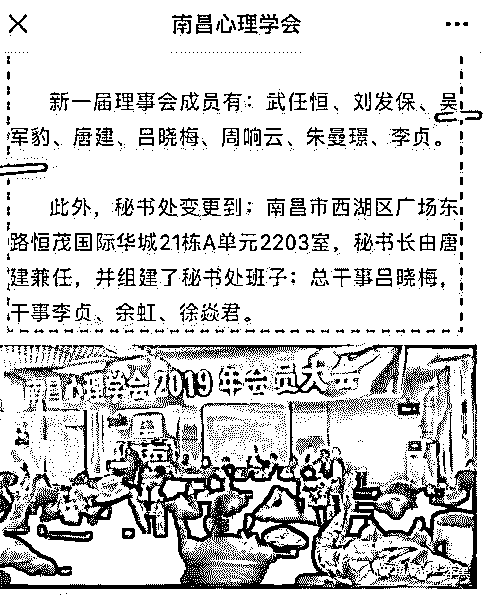 南昌心理学会
新一届理事会成员有：武任恒、刘发保、吴
军豹、唐建、吕晓梅、周响云、朱曼璟、李贞。
此外，秘书处变更到：南昌市西湖区广场东
路恒茂国际华城21栋A单元2203室，秘书长由唐
建兼任，并组建了秘书处班子：总干事吕晓梅，
干事李贞、余虹、徐焱君。
南昌心理学会2019年会员大会